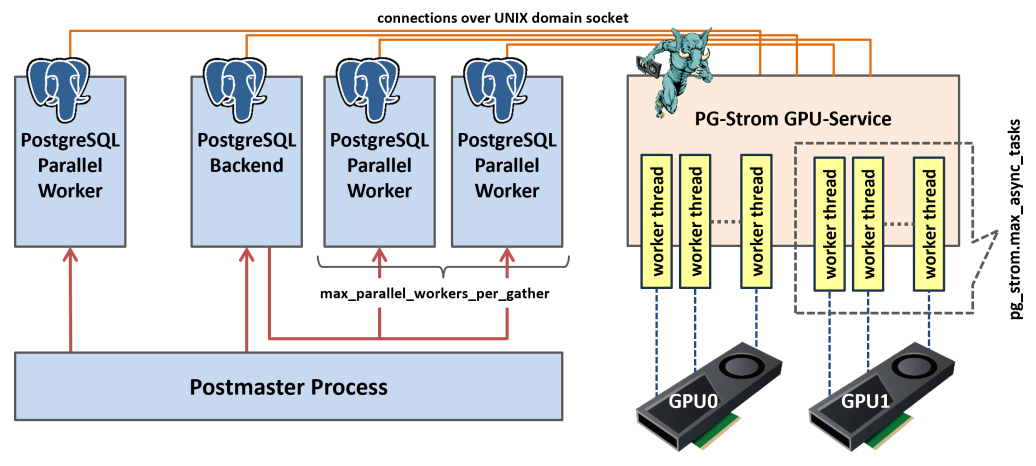 connections over UNIX domain socket
PostgreSQL
Parallel
Worker
PostgreSQL
Backend
PostgreSQL
Parallel
Worker
PostgreSQL
Parallel
Worker
PG-Strom GPU-Service
worker thread
worker thread
worker thread
worker thread
worker thread
worker thread
pg_strom.max_async_tasks
max_parallel_workers_per_gather
Postmaster Process
GPU0
GPU1